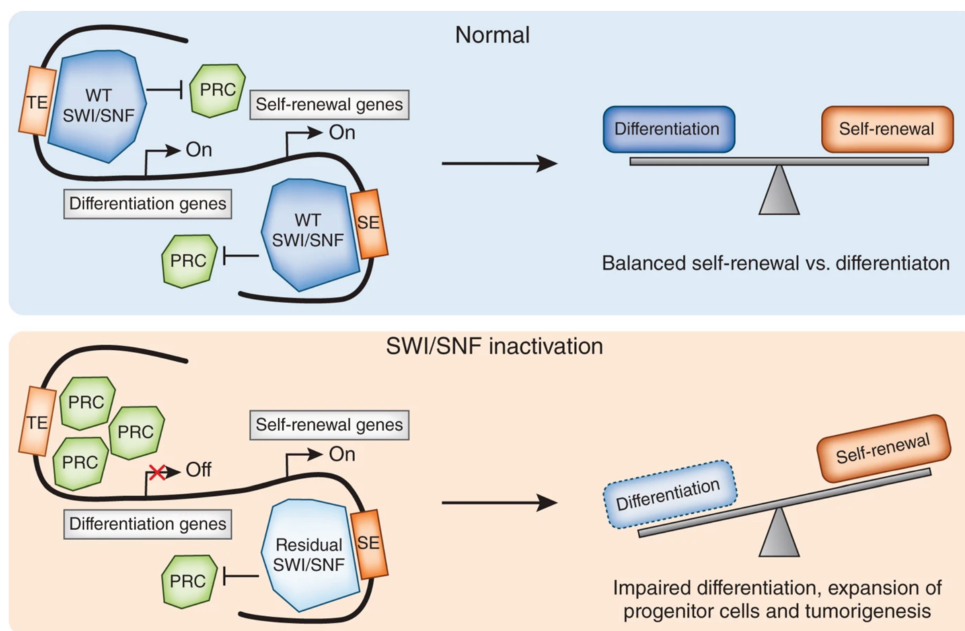 Normal
TE
WT
SWI/SNF
PRC
Self-renewal genes
On
On
Differentiation genes
WT
SWI/SNF
SE
PRC
Differentiation
Self-renewal
Balanced self-renewal vs. differentiaton
SWI/SNF inactivation
TE
PRC
PRC
PRC
Self-renewal genes
On
Off
Differentiation genes
Residual
SWI/SNF
SE
PRC
Differentiation
Self-renewal
Impaired differentiation, expansion of
progenitor cells and tumorigenesis